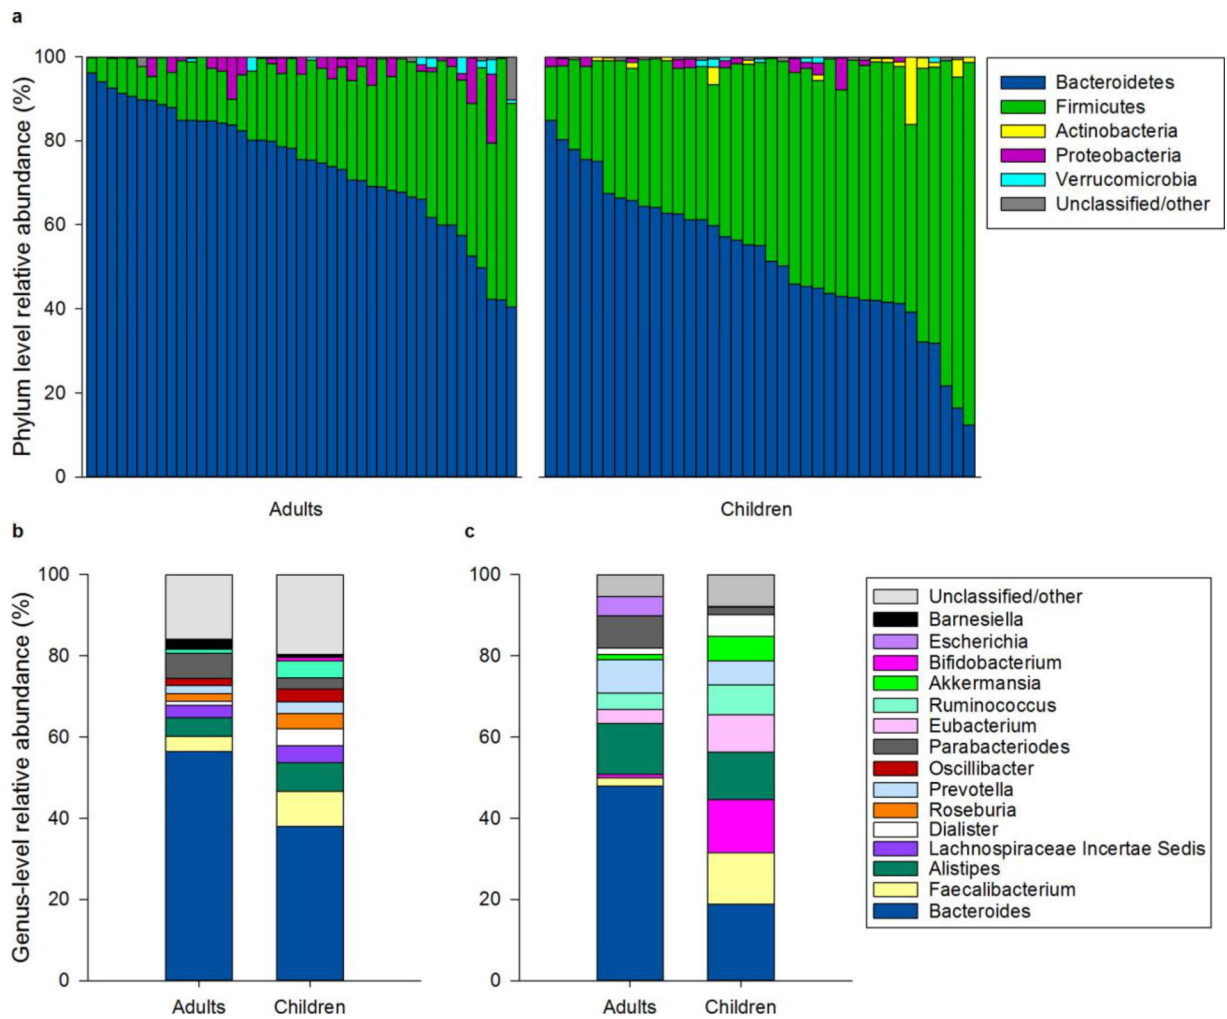 a
Phylum level relative abundance (%)
100
80
60
40
20
0
Adults
Children
Bacteroidetes
Firmicutes
Actinobacteria
Proteobacteria
Verrucomicrobia
Unclassified/other
b
Genus-level relative abundance (%)
100
80
60
40
20
0
Adults
Children
c
100
80
60
40
20
0
Adults
Children
Unclassified/other
Barnesiella
Escherichia
Bifidobacterium
Akkermansia
Ruminococcus
Eubacterium
Parabacteriodes
Oscillibacter
Prevotella
Roseburia
Dialister
Lachnospiraceae Incertae Sedis
Alistipes
Faecalibacterium
Bacteroides